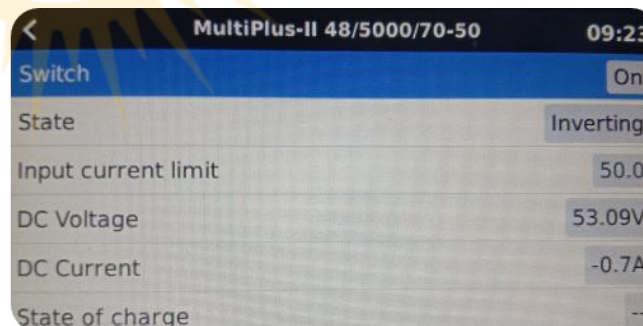 MultiPlus-II 48/5000/70-50 09:23
Switch On
State Inverting
Input current limit 50.0
DC Voltage 53.09V
DC Current -0.7A
State of charge --